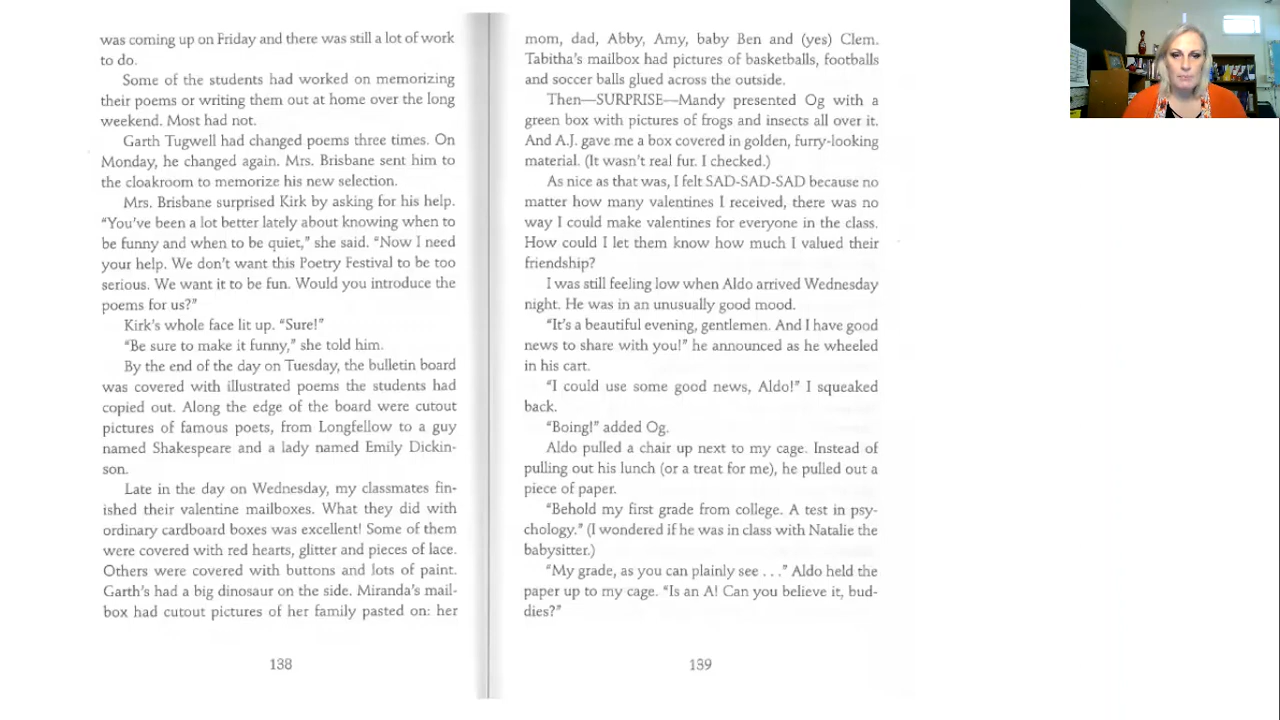 was coming up on Friday and there was still a lot of work
to do.
Some of the students had worked on memorizing
their poems or writing them out at home over the long
weekend. Most had not.
Garth Tugwell had changed poems three times. On
Monday, he changed again. Mrs. Brisbane sent him to
the cloakroom to memorize his new selection.
Mrs. Brisbane surprised Kirk by asking for his help.
“You’ve been a lot better lately about knowing when to
be funny and when to be quiet,” she said. “Now I need
your help. We don’t want this Poetry Festival to be too
serious. We want it to be fun. Would you introduce the
poems for us?”
Kirk’s whole face lit up. “Sure!”
“Be sure to make it funny,” she told him.
By the end of the day on Tuesday, the bulletin board
was covered with illustrated poems the students had
copied out. Along the edge of the board were cutout
pictures of famous poets, from Longfellow to a guy
named Shakespeare and a lady named Emily Dickin-
son.
Late in the day on Wednesday, my classmates fin-
ished their valentine mailboxes. What they did with
ordinary cardboard boxes was excellent! Some of them
were covered with red hearts, glitter and pieces of lace.
Others were covered with buttons and lots of paint.
Garth’s had a big dinosaur on the side. Miranda’s mail-
box had cutout pictures of her family pasted on: her
138
mom, dad, Abby, Amy, baby Ben and (yes) Clem.
Tabitha’s mailbox had pictures of basketballs, footballs
and soccer balls glued across the outside.
Then—SURPRISE—Mandy presented Og with a
green box with pictures of frogs and insects all over it.
And A.J. gave me a box covered in golden, furry-looking
material. (It wasn’t real fur. I checked.)
As nice as that was, I felt SAD-SAD-SAD because no
matter how many valentines I received, there was no
way I could make valentines for everyone in the class.
How could I let them know how much I valued their
friendship?
I was still feeling low when Aldo arrived Wednesday
night. He was in an unusually good mood.
“It’s a beautiful evening, gentlemen. And I have good
news to share with you!” he announced as he wheeled
in his cart.
“I could use some good news, Aldo!” I squeaked
back.
“Boing!” added Og.
Aldo pulled a chair up next to my cage. Instead of
pulling out his lunch (or a treat for me), he pulled out a
piece of paper.
“Behold my first grade from college. A test in psy-
chology.” (I wondered if he was in class with Natalie the
babysitter.)
“My grade, as you can plainly see . . .” Aldo held the
paper up to my cage. “Is an A! Can you believe it, bud-
dies?”
139